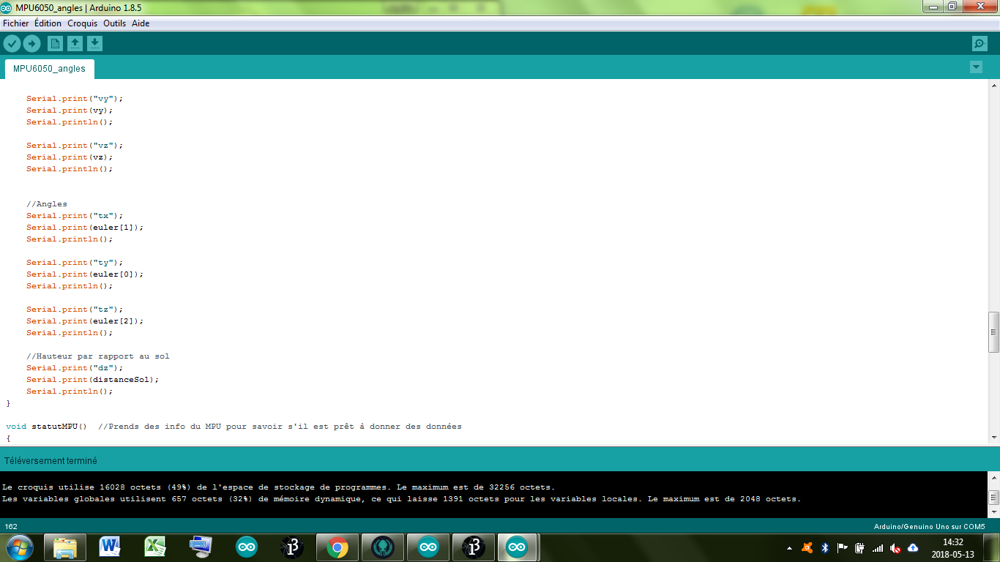 MPU6050_angles | Arduino 1.8.5
Fichier Édition Croquis Outils Aide
MPU6050_angles
Serial.print("vy");
Serial.print(vy);
Serial.println();
Serial.print("vz");
Serial.print(vz);
Serial.println();
//Angles
Serial.print("tx");
Serial.print(euler[1]);
Serial.println();
Serial.print("ty");
Serial.print(euler[0]);
Serial.println();
Serial.print("tz");
Serial.print(euler[2]);
Serial.println();
//Hauteur par rapport au sol
Serial.print("dz");
Serial.print(distanceSol);
Serial.println();
}
void statutMPU() //Prends des info du MPU pour savoir s'il est prêt à donner des données
{
Téléversement terminé
Le croquis utilise 16028 octets (49%) de l'espace de stockage de programmes. Le maximum est de 32256 octets.
Les variables globales utilisent 657 octets (32%) de mémoire dynamique, ce qui laisse 1391 octets pour les variables locales. Le maximum est de 2048 octets.
162 Arduino/Genuino Uno sur COM5
14:32
2018-05-13